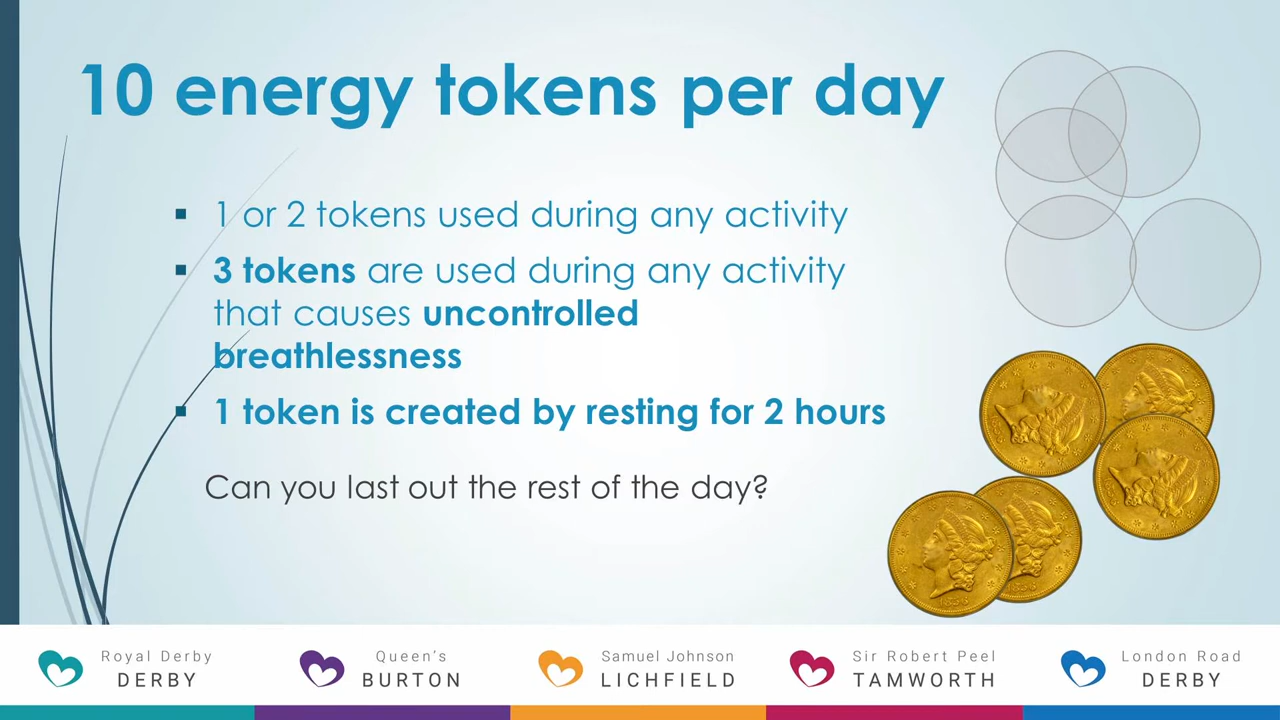 10 energy tokens per day
▪ 1 or 2 tokens used during any activity
▪ 3 tokens are used during any activity
that causes uncontrolled
breathlessness
▪ 1 token is created by resting for 2 hours
Can you last out the rest of the day?
1856
1856
Royal Derby
DERBY
Queen's
BURTON
Samuel Johnson
LICHFIELD
Sir Robert Peel
TAMWORTH
London Road
DERBY